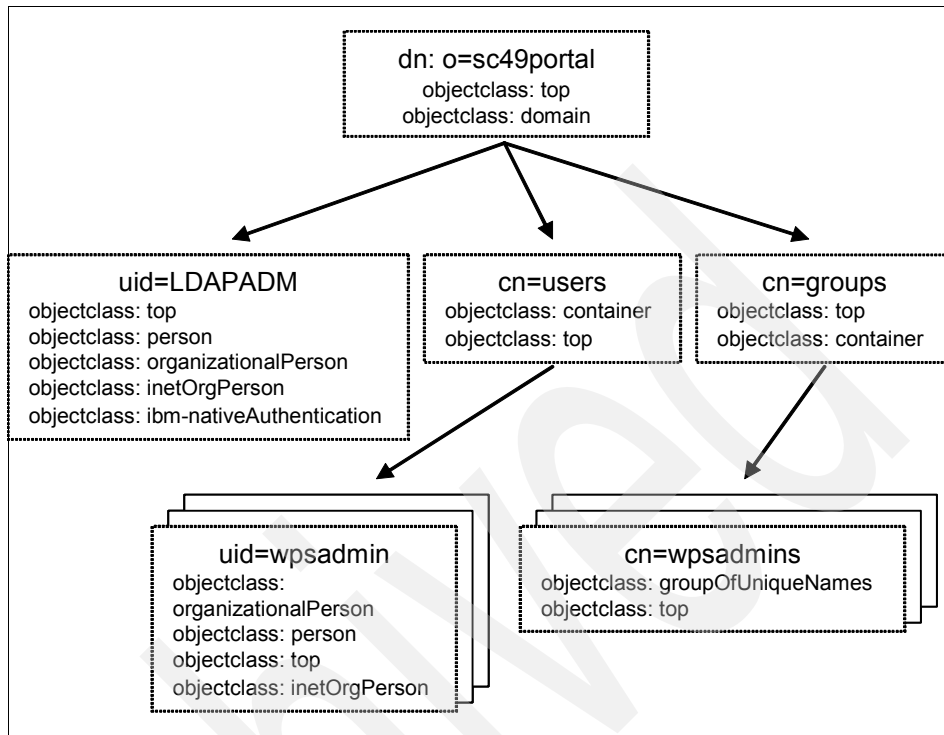 dn: o=sc49portal
objectclass: top
objectclass: domain
uid=LDAPADM
objectclass: top
objectclass: person
objectclass: organizationalPerson
objectclass: inetOrgPerson
objectclass: ibm-nativeAuthentication
cn=users
objectclass: container
objectclass: top
cn=groups
objectclass: top
objectclass: container
uid=wpsadmin
objectclass:
organizationalPerson
objectclass: person
objectclass: top
objectclass: inetOrgPerson
cn=wpsadmins
objectclass: groupOfUniqueNames
objectclass: top